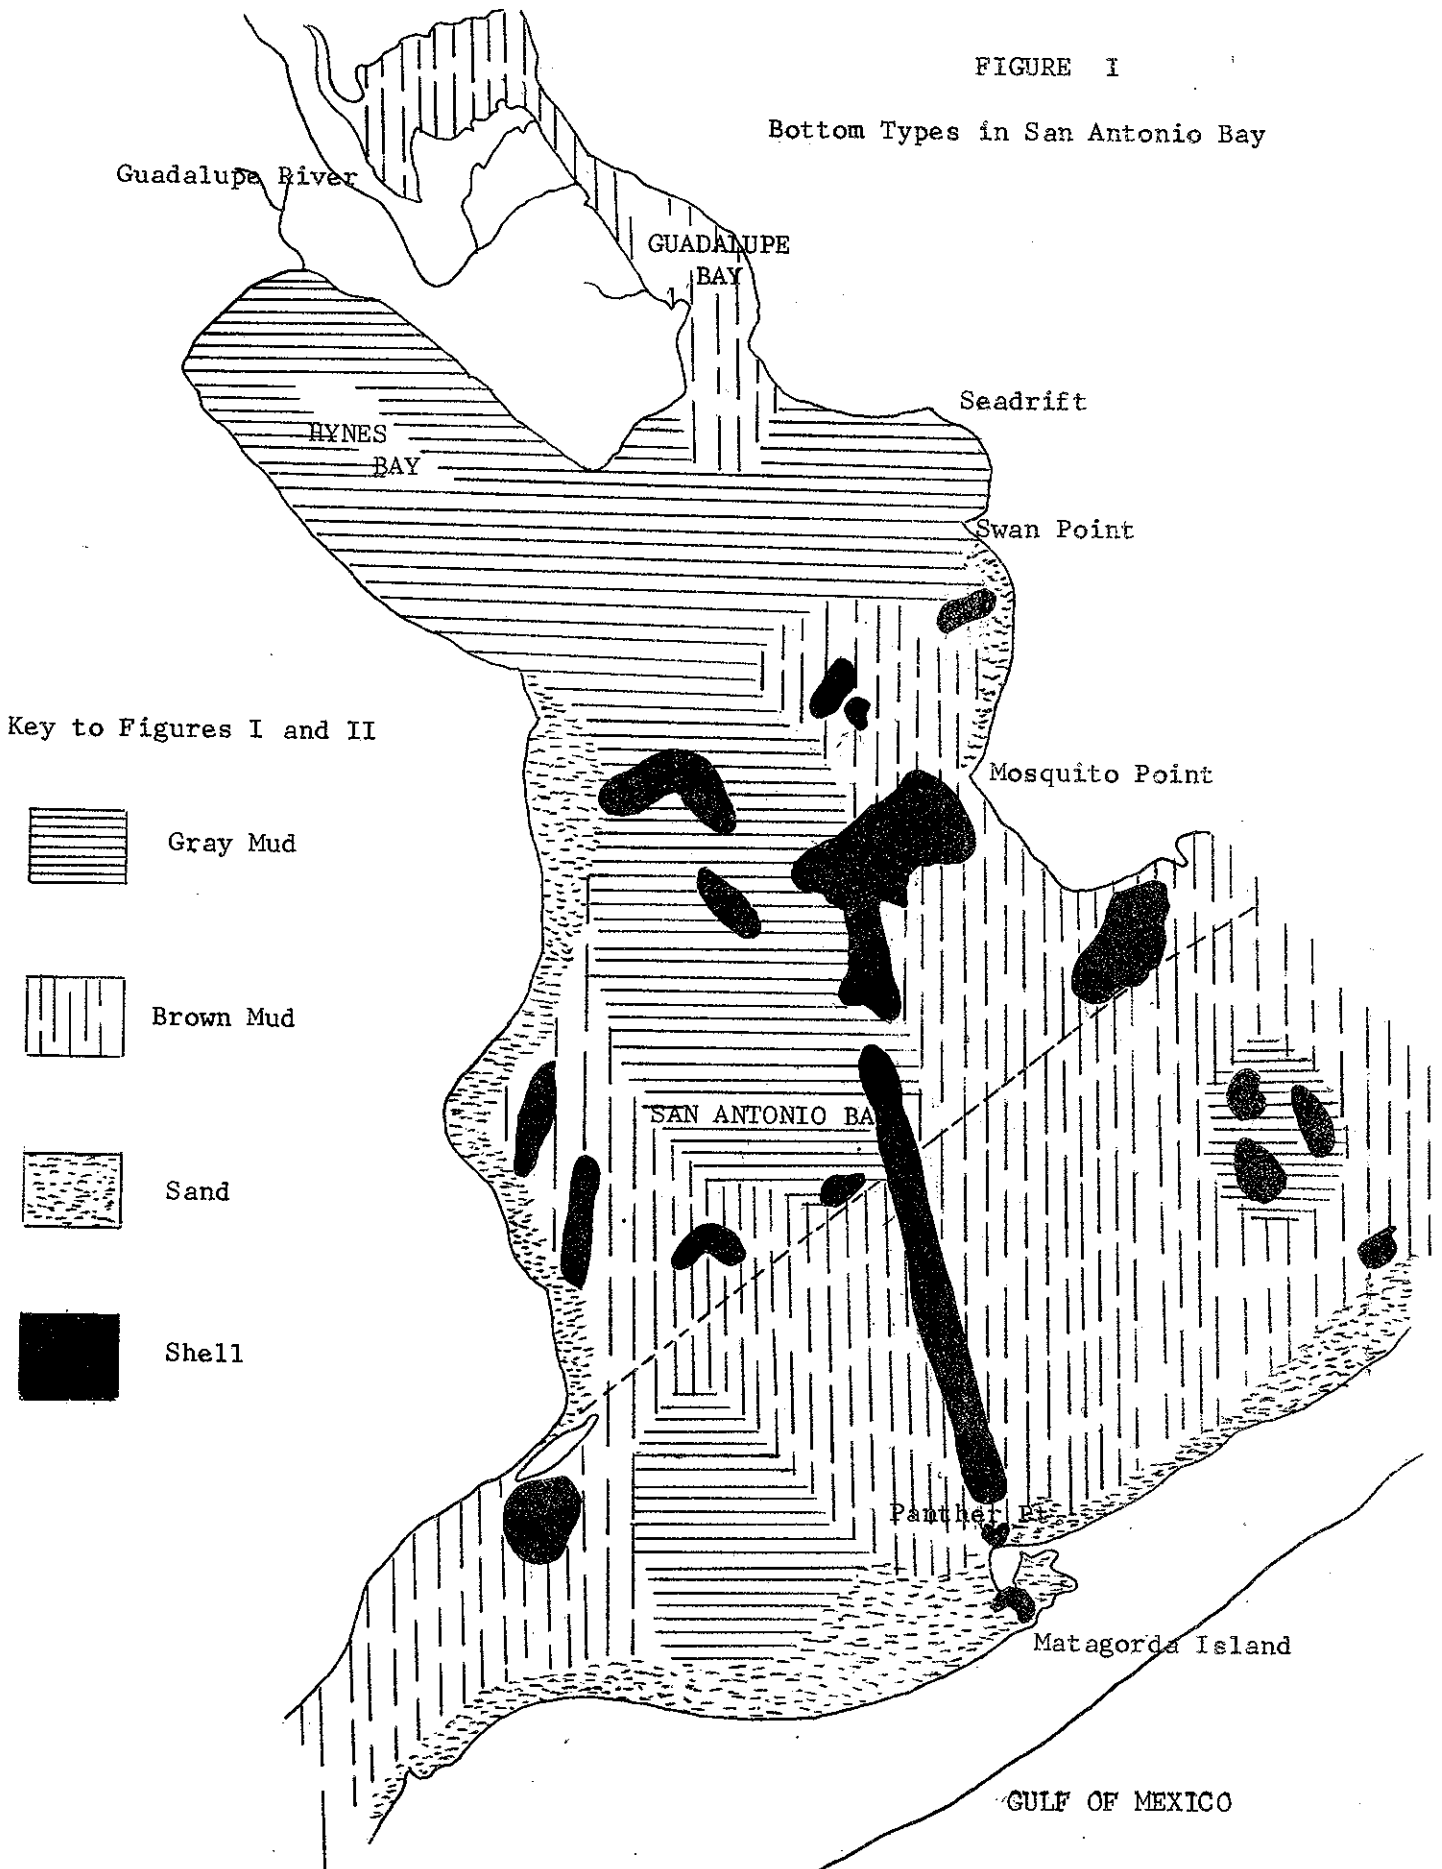 FIGURE I
Bottom Types in San Antonio Bay
Guadalupe River
GUADALUPE
BAY
Seadrift
HYNES
BAY
Swan Point
Key to Figures I and II
Mosquito Point
Gray Mud
Brown Mud
SAN ANTONIO BA
Sand
Shell
Panther Pt.
Matagorda Island
GULF OF MEXICO